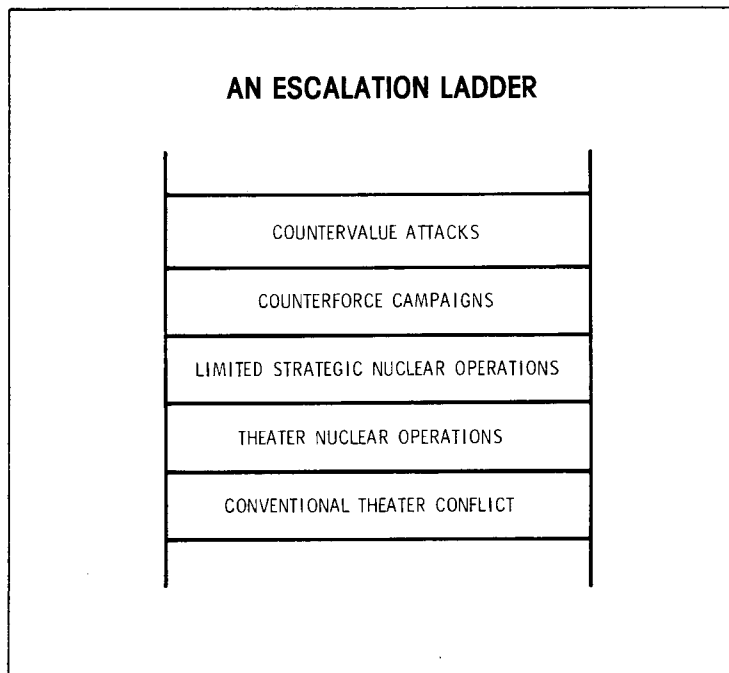 AN ESCALATION LADDER
COUNTERVALUE ATTACKS
COUNTERFORCE CAMPAIGNS
LIMITED STRATEGIC NUCLEAR OPERATIONS
THEATER NUCLEAR OPERATIONS
CONVENTIONAL THEATER CONFLICT